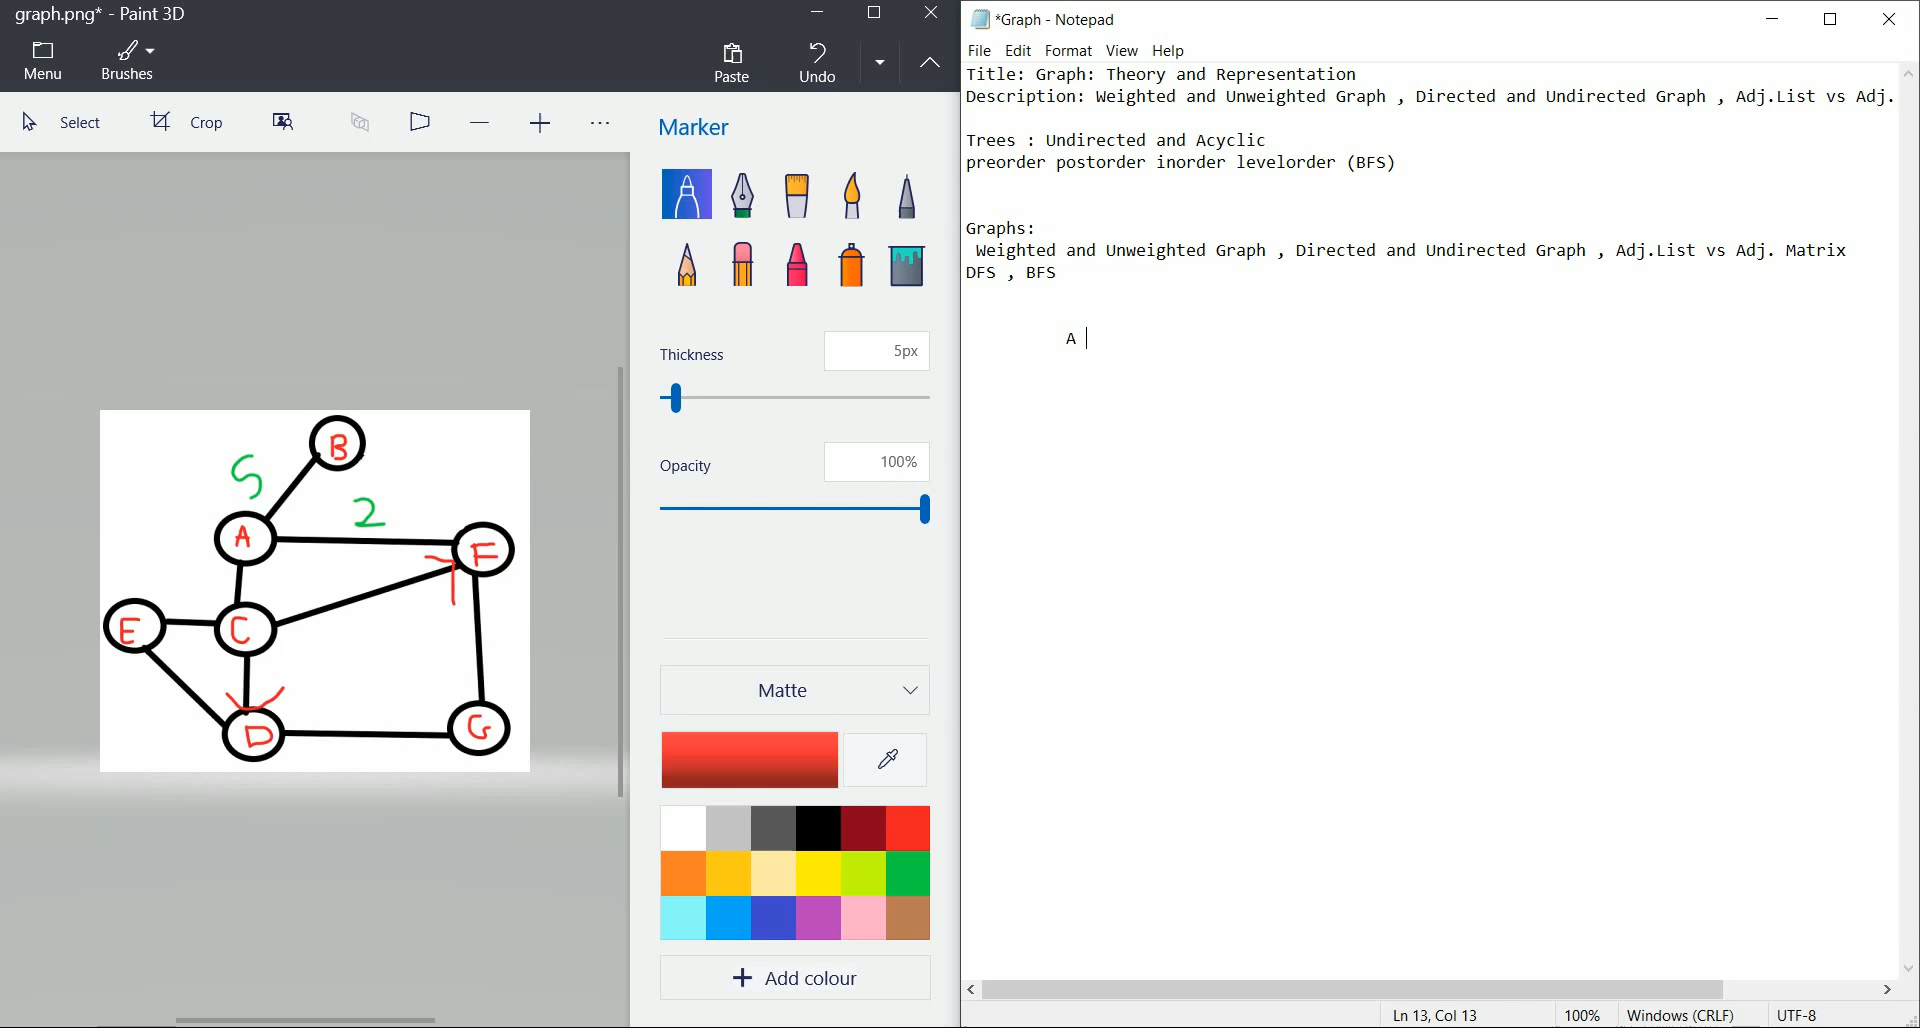 graph.png* - Paint 3D
Menu
Brushes
Paste
Undo
Select
Crop
Marker
Thickness
5px
Opacity
100%
Matte
Add colour
B
5
2
A
F
E
C
D
G
*Graph - Notepad
File Edit Format View Help
Title: Graph: Theory and Representation
Description: Weighted and Unweighted Graph , Directed and Undirected Graph , Adj.List vs Adj.
Trees : Undirected and Acyclic
preorder postorder inorder levelorder (BFS)
Graphs:
Weighted and Unweighted Graph , Directed and Undirected Graph , Adj.List vs Adj. Matrix
DFS , BFS
A
Ln 13, Col 13
100%
Windows (CRLF)
UTF-8